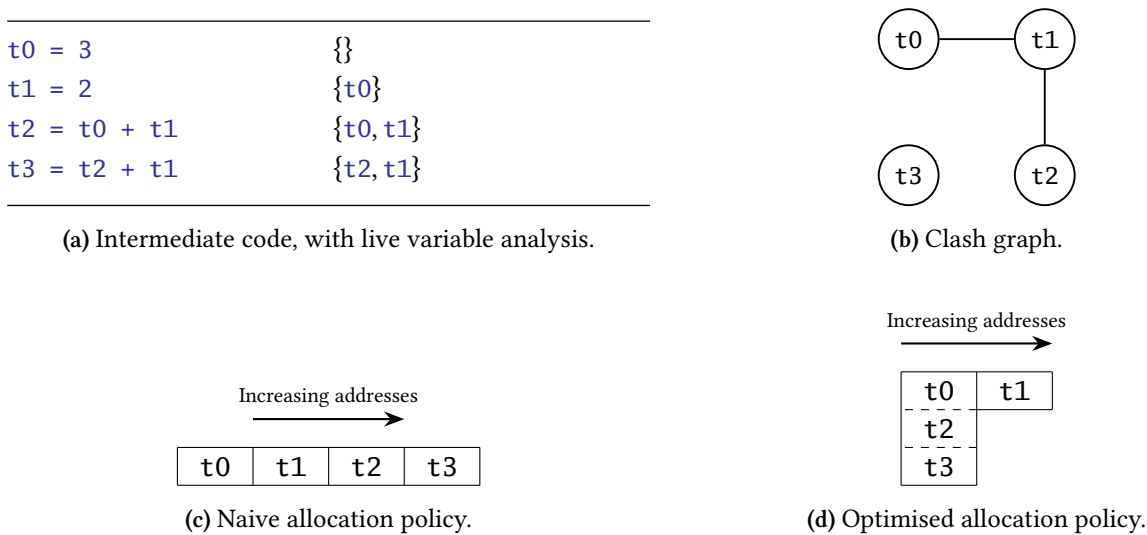 t0 = 3 {}
t1 = 2 {t0}
t2 = t0 + t1 {t0, t1}
t3 = t2 + t1 {t2, t1}
(a) Intermediate code, with live variable analysis.
t0 t1
t3 t2
(b) Clash graph.
Increasing addresses
t0 t1 t2 t3
(c) Naive allocation policy.
Increasing addresses
t0 t1
t2
t3
(d) Optimised allocation policy.